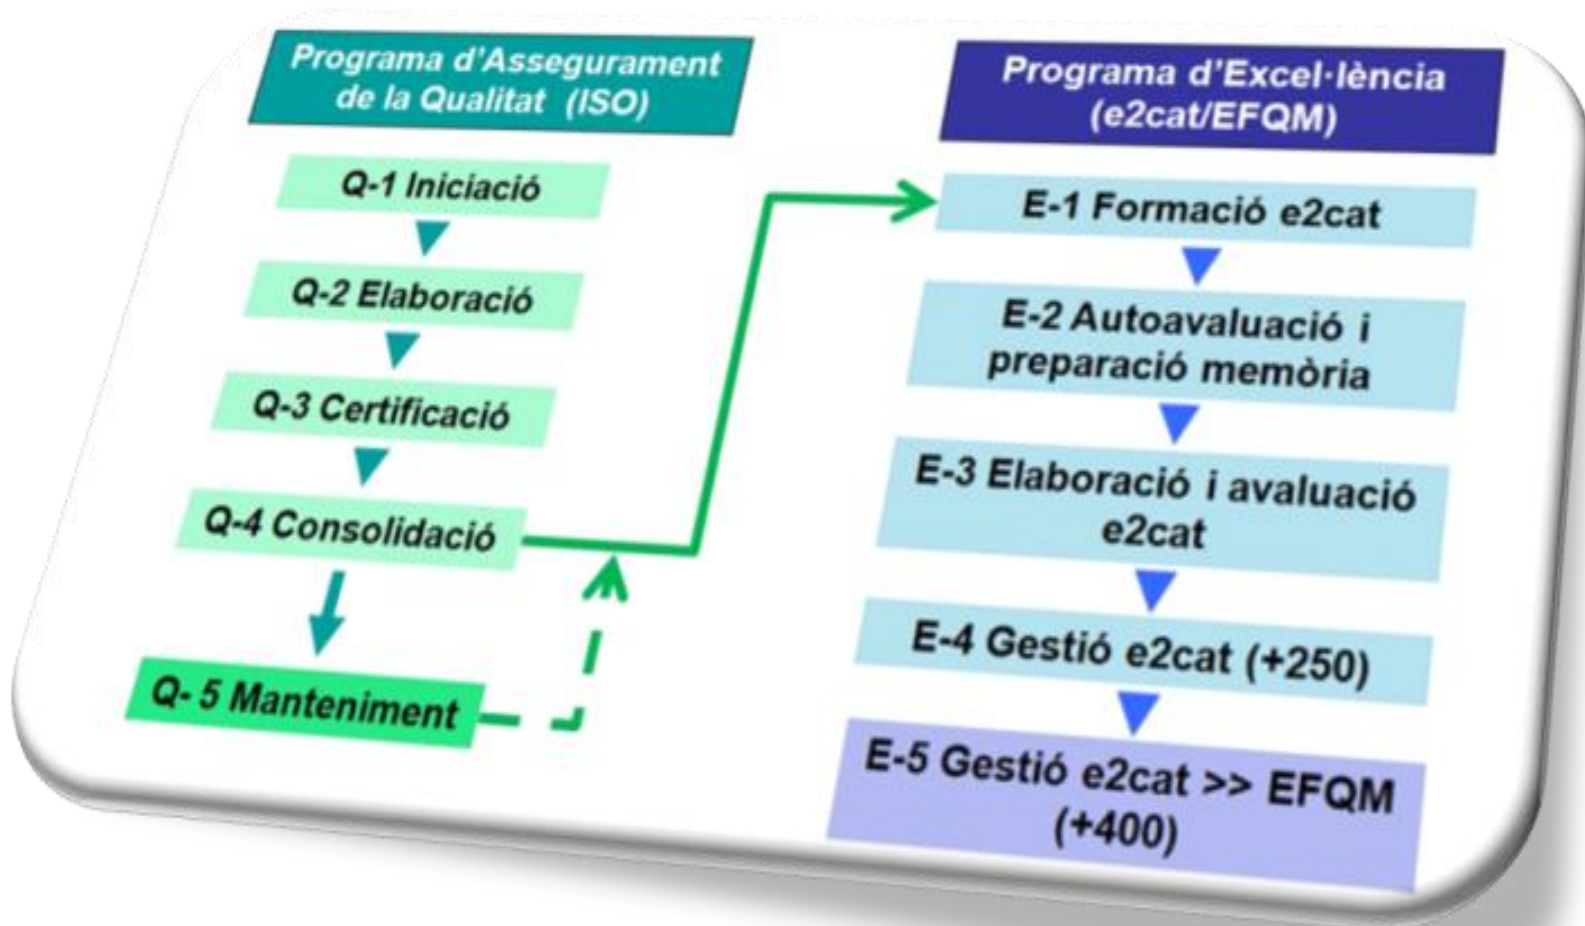 Programa d'Assegurament
de la Qualitat (ISO)
Q-1 Iniciació
Q-2 Elaboració
Q-3 Certificació
Q-4 Consolidació
Q- 5 Manteniment
Programa d'Excel·lència
(e2cat/EFQM)
E-1 Formació e2cat
E-2 Autoavaluació i
preparació memòria
E-3 Elaboració i avaluació
e2cat
E-4 Gestió e2cat (+250)
E-5 Gestió e2cat >> EFQM
(+400)